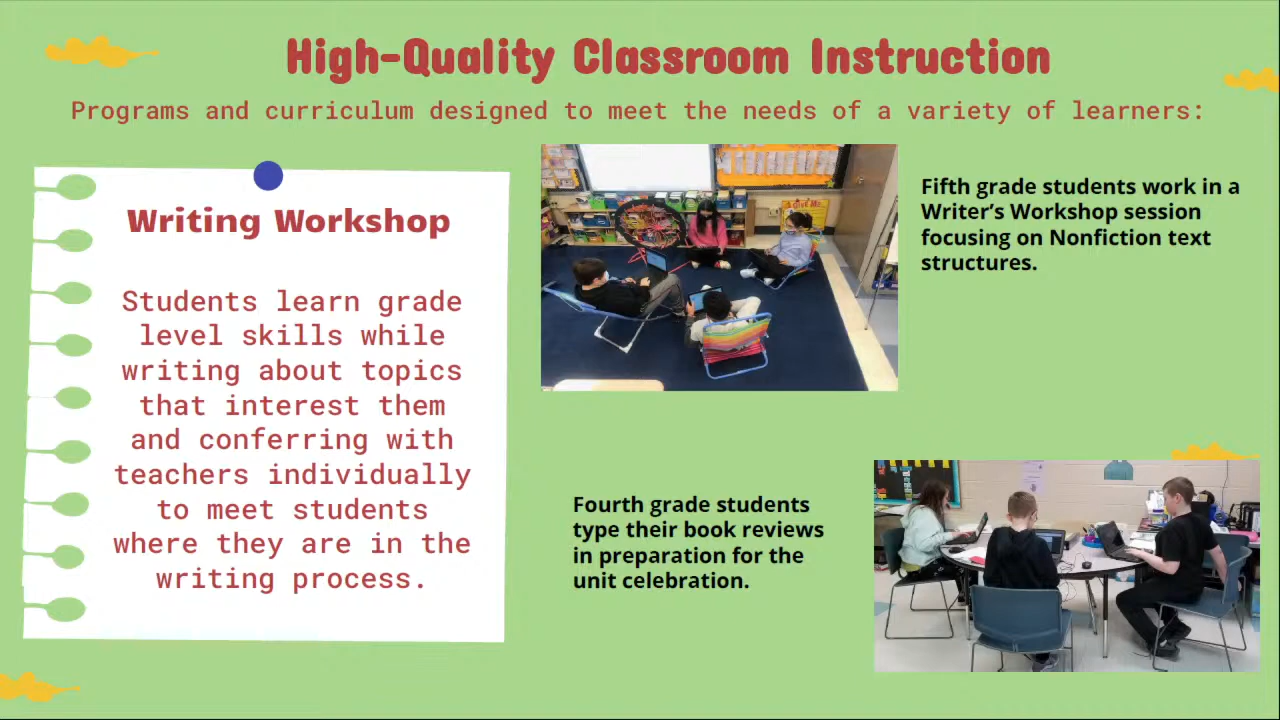 High-Quality Classroom Instruction
Programs and curriculum designed to meet the needs of a variety of learners:
Writing Workshop
Students learn grade
level skills while
writing about topics
that interest them
and conferring with
teachers individually
to meet students
where they are in the
writing process.
Fifth grade students work in a
Writer’s Workshop session
focusing on Nonfiction text
structures.
Fourth grade students
type their book reviews
in preparation for the
unit celebration.